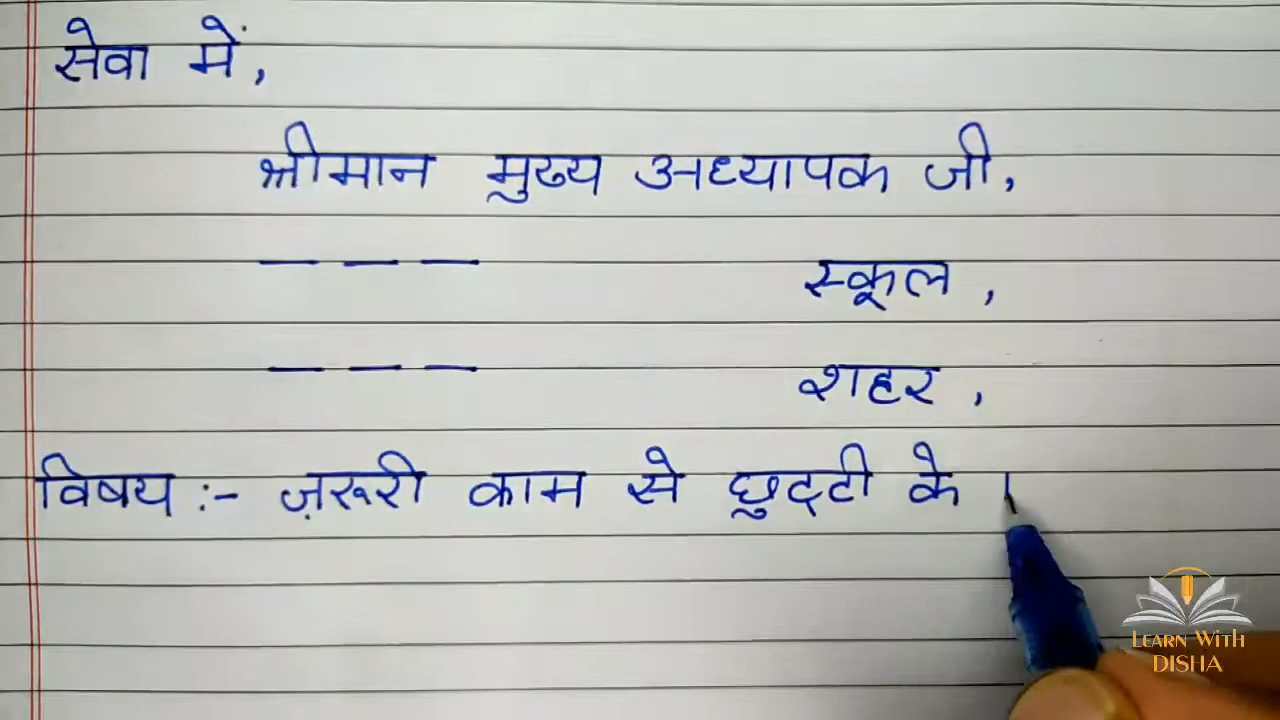 सेवा में,
श्रीमान मुख्य अध्यापक जी,
--- स्कूल,
--- शहर,
विषय :- ज़रूरी काम से छुट्टी के
LEARN WITH
DISHA